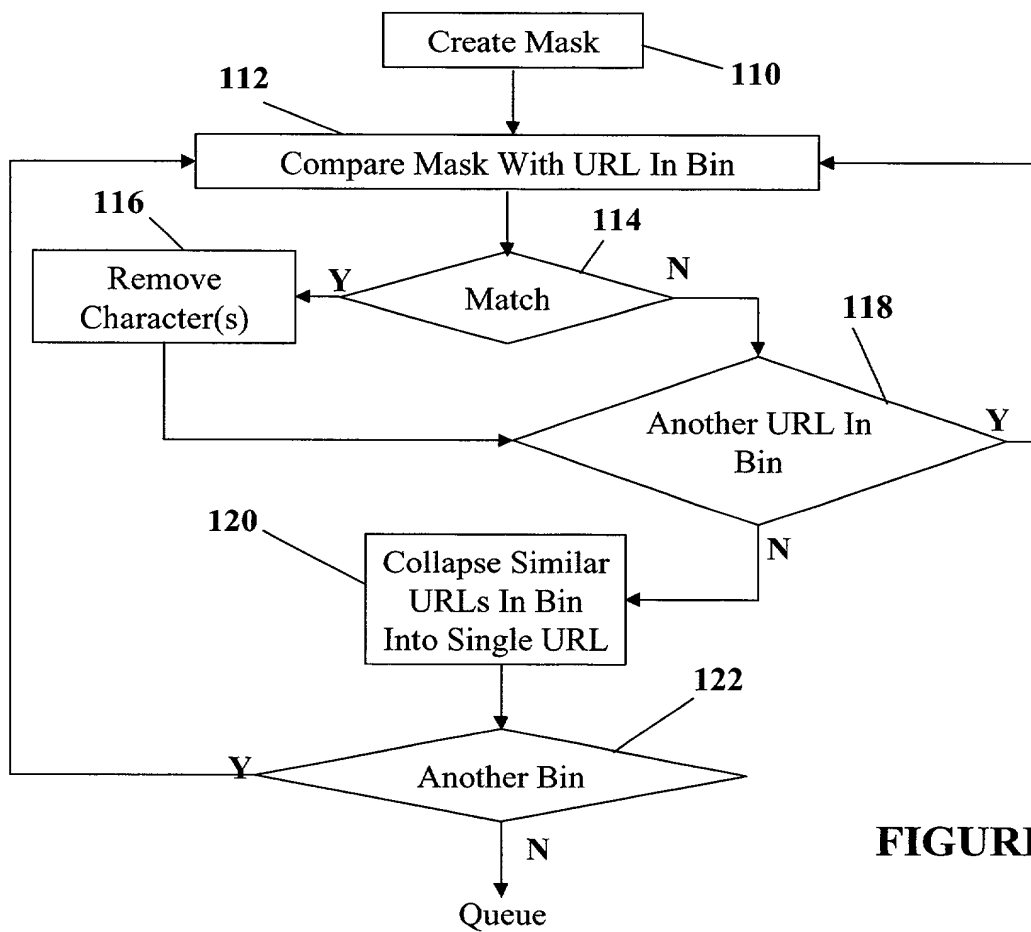 Create Mask
110
112
Compare Mask With URL In Bin
116
114
Remove
Character(s)
Y
Match
N
118
Another URL In
Bin
Y
N
120
Collapse Similar
URLs In Bin
Into Single URL
122
Y
Another Bin
N
FIGURE
Queue